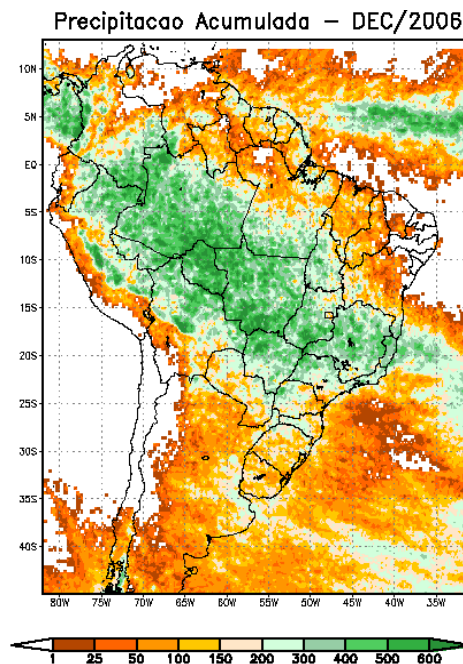 Precipitacao Acumulada – DEC/2006
10N
5N
EQ
5S
10S
15S
20S
25S
30S
35S
40S
80W 75W 70W 65W 60W 55W 50W 45W 40W 35W
1 25 50 100 150 200 300 400 500 600